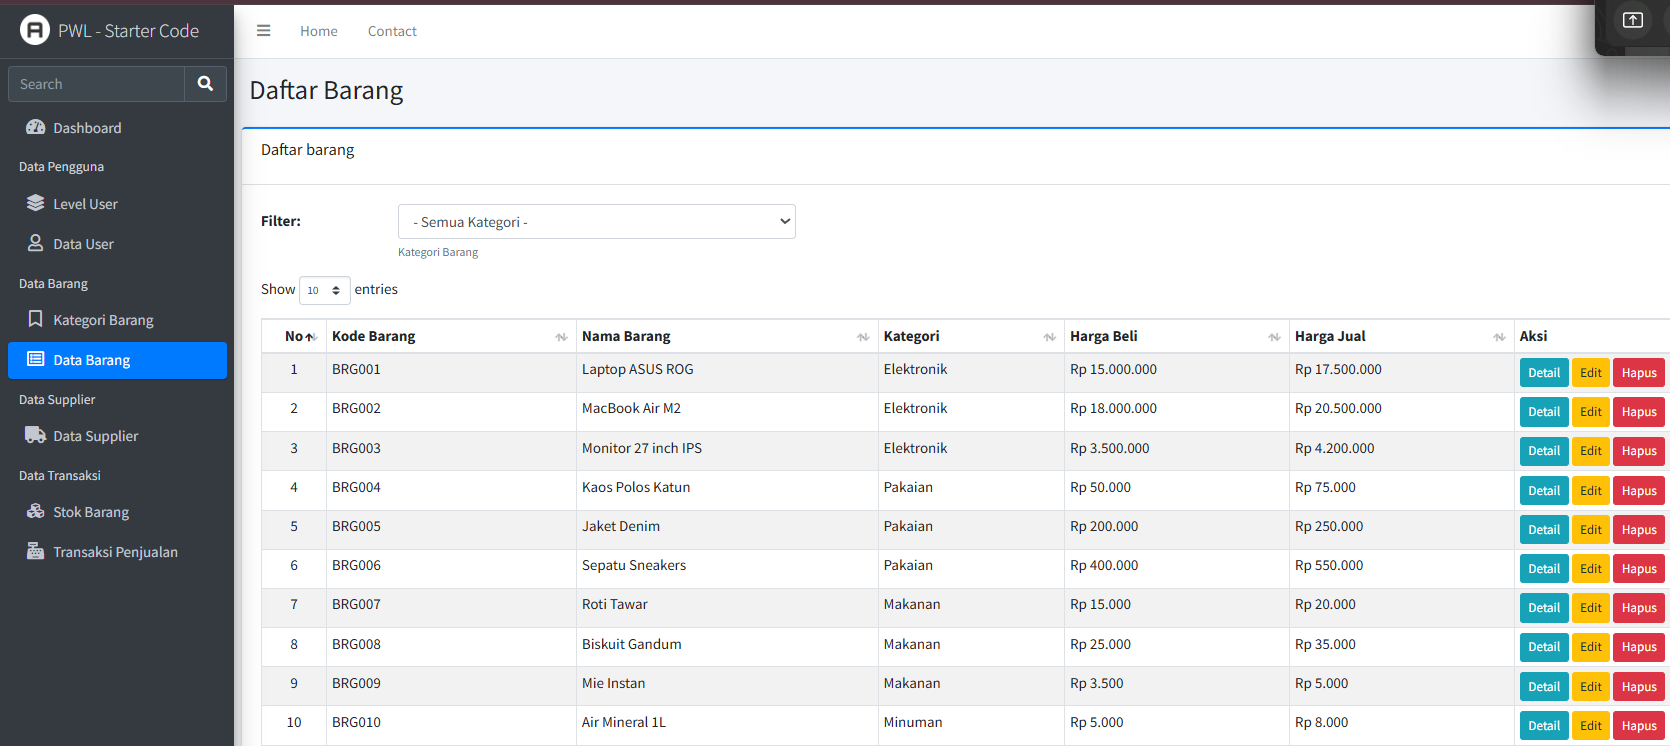 PWL - Starter Code
Home Contact
Search
Daftar Barang
Dashboard
Data Pengguna
Level User
Data User
Data Barang
Kategori Barang
Data Barang
Data Supplier
Data Supplier
Data Transaksi
Stok Barang
Transaksi Penjualan
Daftar barang
Filter: - Semua Kategori -
Kategori Barang
Show 10 entries
No Kode Barang Nama Barang Kategori Harga Beli Harga Jual Aksi
1 BRG001 Laptop ASUS ROG Elektronik Rp 15.000.000 Rp 17.500.000 Detail Edit Hapus
2 BRG002 MacBook Air M2 Elektronik Rp 18.000.000 Rp 20.500.000 Detail Edit Hapus
3 BRG003 Monitor 27 inch IPS Elektronik Rp 3.500.000 Rp 4.200.000 Detail Edit Hapus
4 BRG004 Kaos Polos Katun Pakaian Rp 50.000 Rp 75.000 Detail Edit Hapus
5 BRG005 Jaket Denim Pakaian Rp 200.000 Rp 250.000 Detail Edit Hapus
6 BRG006 Sepatu Sneakers Pakaian Rp 400.000 Rp 550.000 Detail Edit Hapus
7 BRG007 Roti Tawar Makanan Rp 15.000 Rp 20.000 Detail Edit Hapus
8 BRG008 Biskuit Gandum Makanan Rp 25.000 Rp 35.000 Detail Edit Hapus
9 BRG009 Mie Instan Makanan Rp 3.500 Rp 5.000 Detail Edit Hapus
10 BRG010 Air Mineral 1L Minuman Rp 5.000 Rp 8.000 Detail Edit Hapus